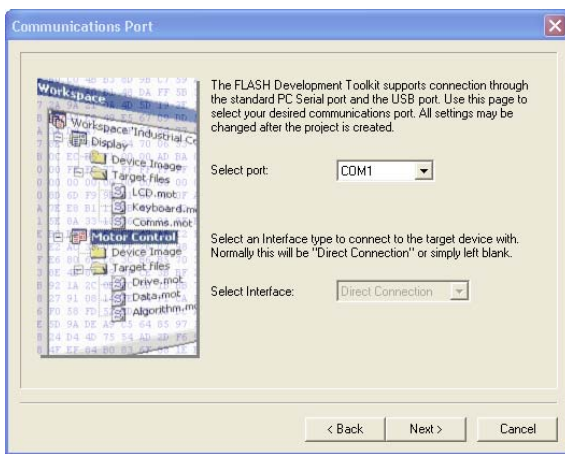 Communications Port
Workspace
Workspace "Industrial Co
Display
Device Image
Target files
LCD.mot
Keyboard.m
Comms.mot
Motor Control
Device Image
Target files
Drive.mot
Data.mot
Algorithm.m
The FLASH Development Toolkit supports connection through
the standard PC Serial port and the USB port. Use this page to
select your desired communications port. All settings may be
changed after the project is created.
Select port:
COM1
Select an Interface type to connect to the target device with.
Normally this will be "Direct Connection" or simply left blank.
Select Interface:
Direct Connection
< Back
Next >
Cancel